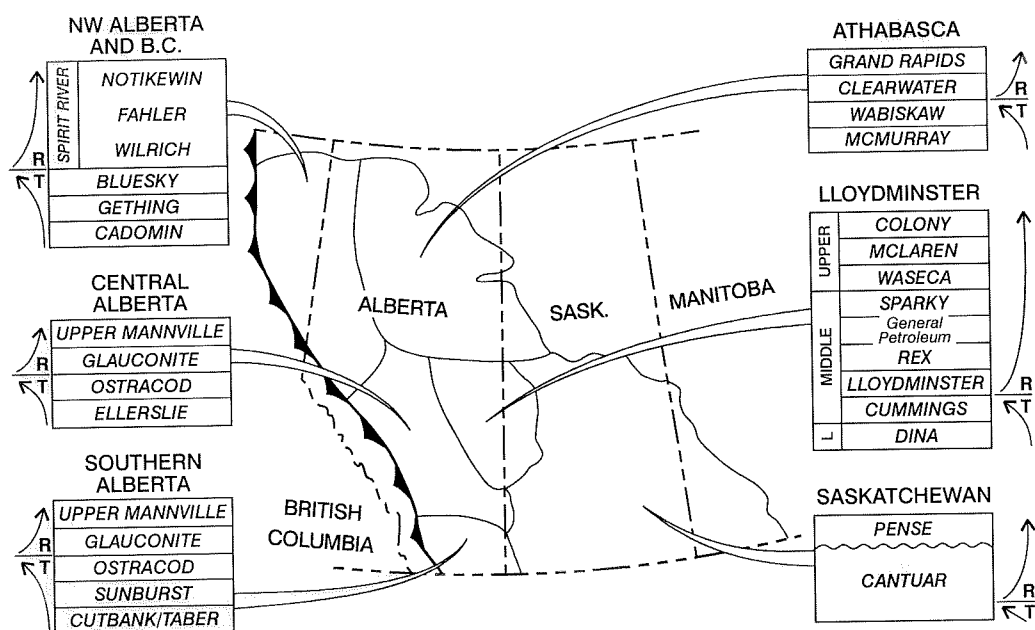 NW ALBERTA
AND B.C.
SPIRIT RIVER
NOTIKEWIN
FAHLER
WILRICH
BLUESKY
GETHING
CADOMIN
R
T
CENTRAL
ALBERTA
UPPER MANNVILLE
GLAUCONITE
OSTRACOD
ELLERSLIE
R
T
SOUTHERN
ALBERTA
UPPER MANNVILLE
GLAUCONITE
OSTRACOD
SUNBURST
CUTBANK/TABER
R
T
ALBERTA
SASK.
MANITOBA
BRITISH
COLUMBIA
ATHABASCA
GRAND RAPIDS
CLEARWATER
WABISKAW
MCMURRAY
R
T
LLOYDMINSTER
UPPER
COLONY
MCLAREN
WASECA
MIDDLE
SPARKY
General
Petroleum
REX
LLOYDMINSTER
CUMMINGS
L
DINA
R
T
SASKATCHEWAN
PENSE
CANTUAR
R
T